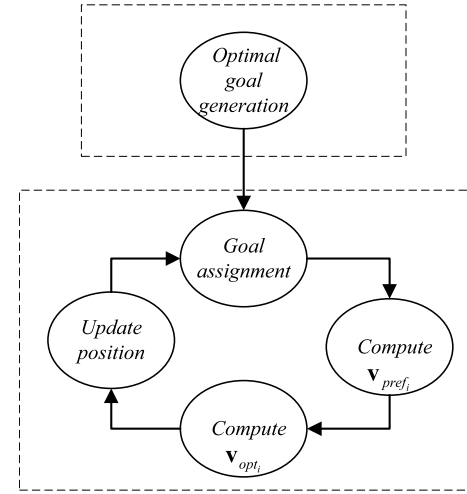 Optimal
goal
generation
Goal
assignment
Update
position
Compute
v_pref_i
Compute
v_opt_i